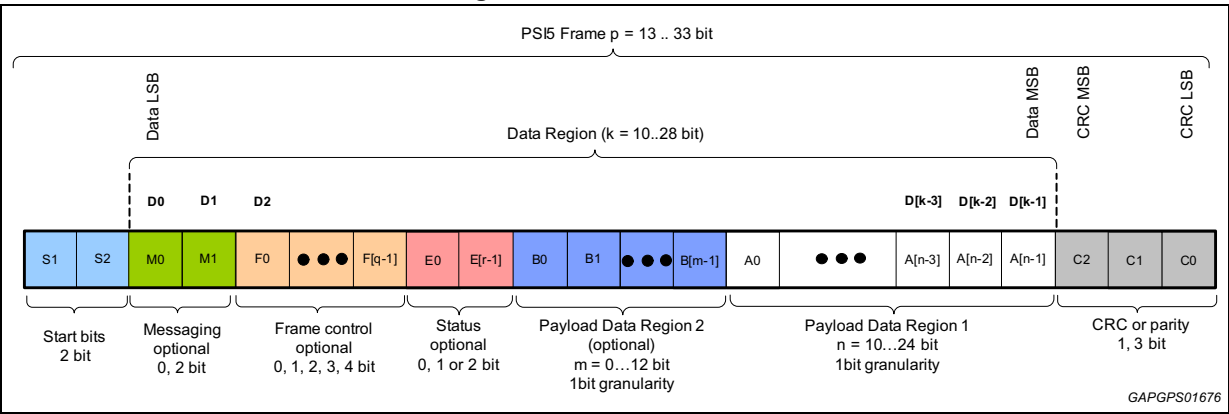 PSI5 Frame p = 13 .. 33 bit
Data LSB
Data MSB
CRC MSB
CRC LSB
Data Region (k = 10..28 bit)
D0 D1 D2 D[k-3] D[k-2] D[k-1]
S1 S2 M0 M1 F0 ●●● F[q-1] E0 E[r-1] B0 B1 ●●● B[m-1] A0 ●●● A[n-3] A[n-2] A[n-1] C2 C1 C0
Start bits
2 bit
Messaging
optional
0, 2 bit
Frame control
optional
0, 1, 2, 3, 4 bit
Status
optional
0, 1 or 2 bit
Payload Data Region 2
(optional)
m = 0...12 bit
1bit granularity
Payload Data Region 1
n = 10…24 bit
1bit granularity
CRC or parity
1, 3 bit
GAPGPS01676